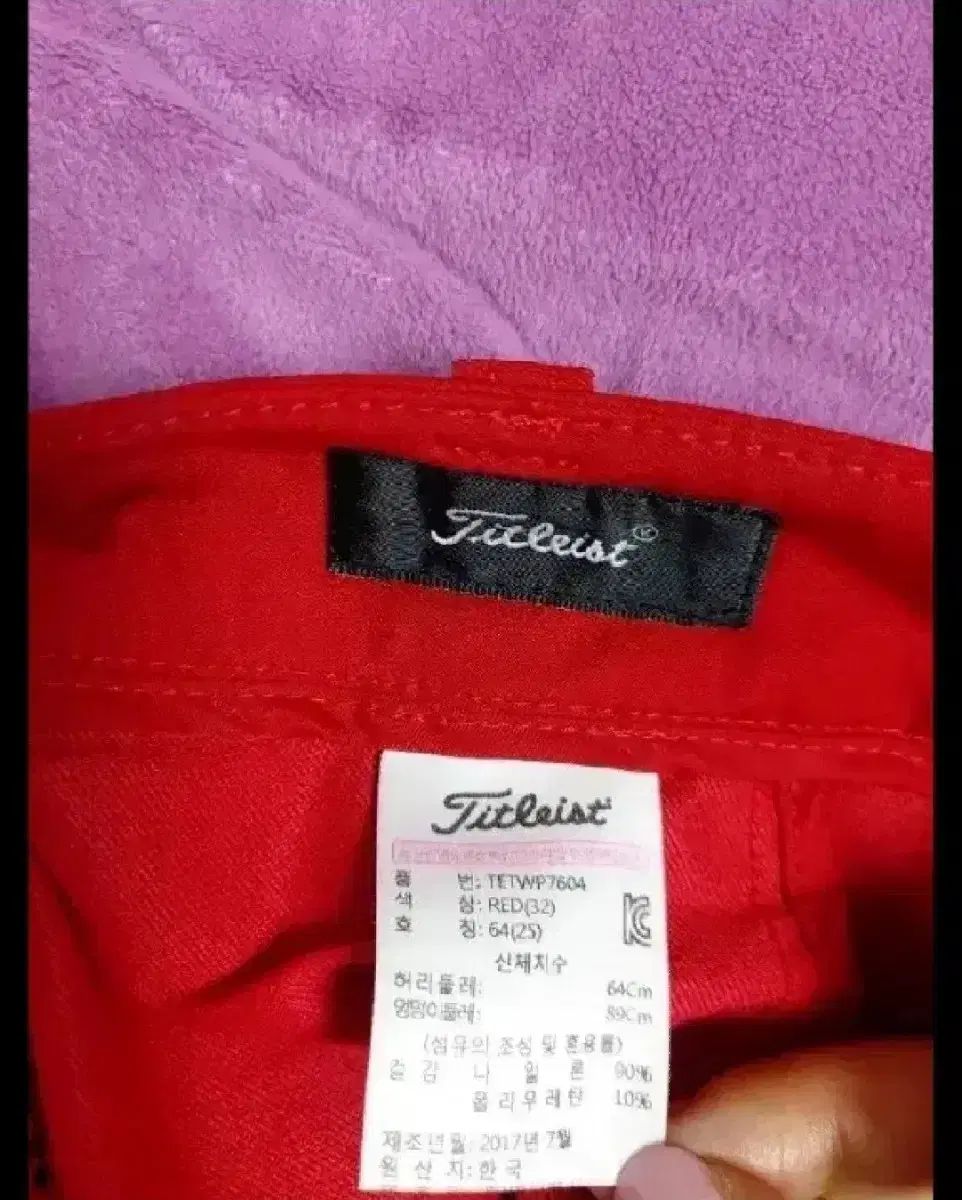 Titleist®
Titleist
품 번: TETWP7604
색 상: RED(32)
호 칭: 64(25)
신체치수
허리둘레: 64Cm
엉덩이둘레: 89Cm
(섬유의 조성 및 혼용률)
겉감 나일론 90%
폴리우레탄 10%
제조년월: 2017년 7월
원산지: 한국